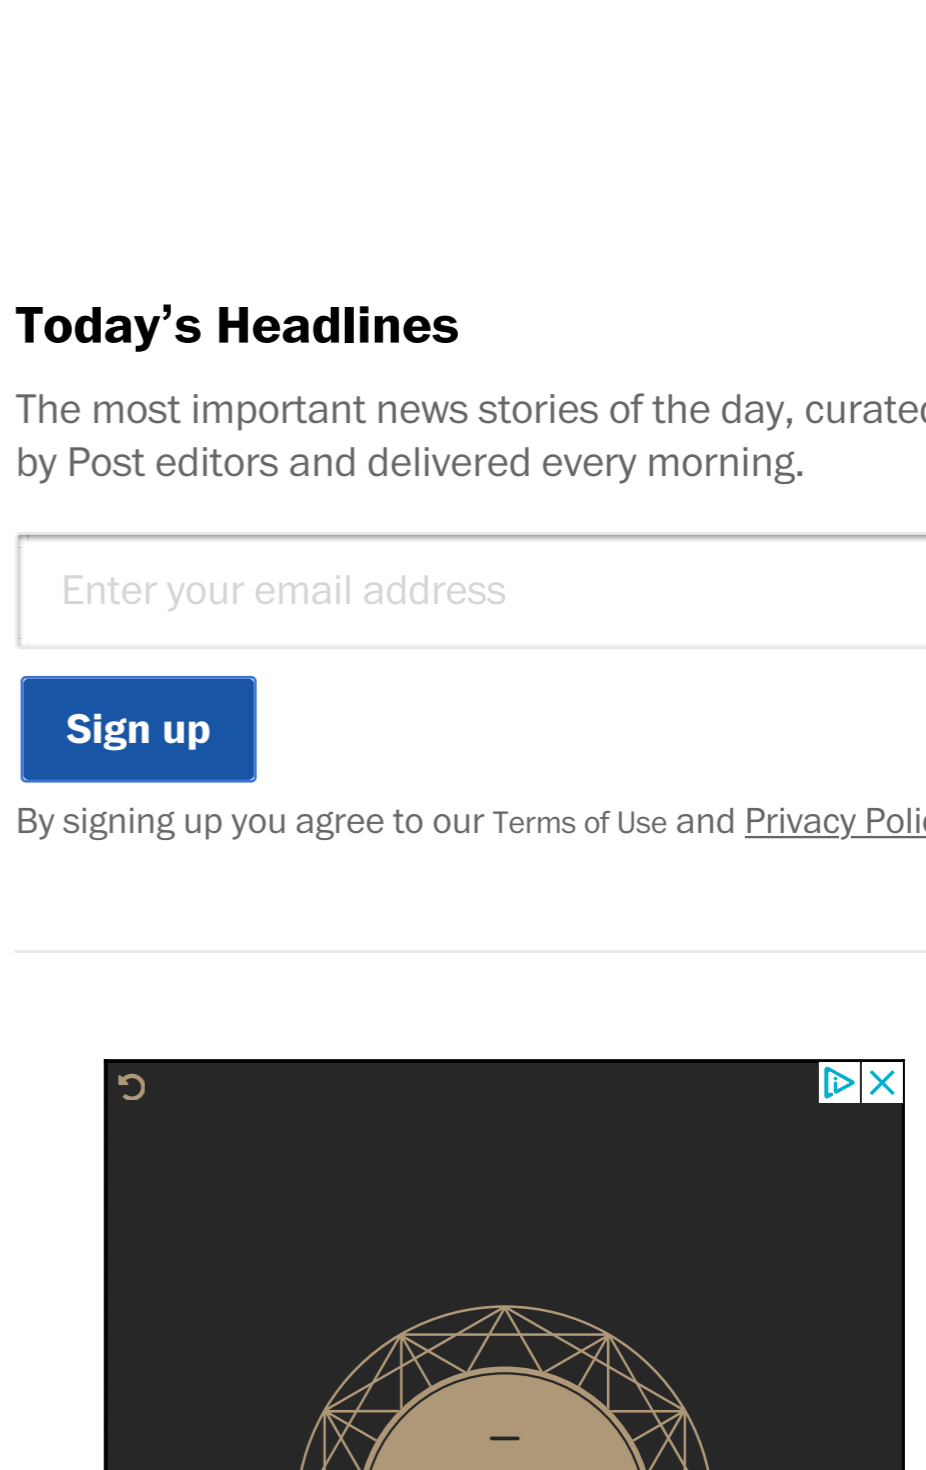 Today’s Headlines
The most important news stories of the day, curated
by Post editors and delivered every morning.
Enter your email address
Sign up
By signing up you agree to our Terms of Use and Privacy Polic